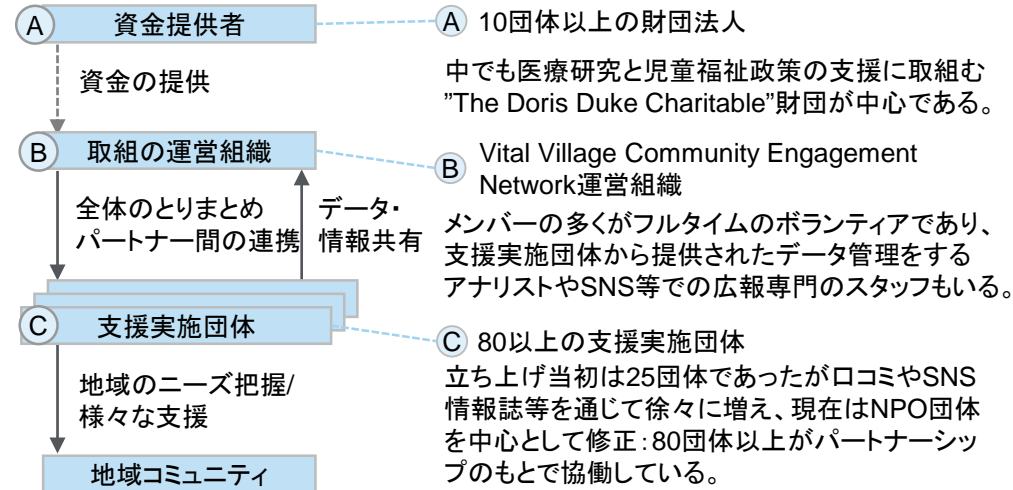 A 資金提供者
資金の提供
B 取組の運営組織
全体のとりまとめ
パートナー間の連携
データ・
情報共有
C 支援実施団体
地域のニーズ把握/
様々な支援
地域コミュニティ
A 10団体以上の財団法人
中でも医療研究と児童福祉政策の支援に取組む
”The Doris Duke Charitable”財団が中心である。
B Vital Village Community Engagement
Network運営組織
メンバーの多くがフルタイムのボランティアであり、
支援実施団体から提供されたデータ管理をする
アナリストやSNS等での広報専門のスタッフもいる。
C 80以上の支援実施団体
立ち上げ当初は25団体であったが口コミやSNS
情報誌等を通じて徐々に増え、現在はNPO団体
を中心として修正：80団体以上がパートナーシッ
プのもとで協働している。